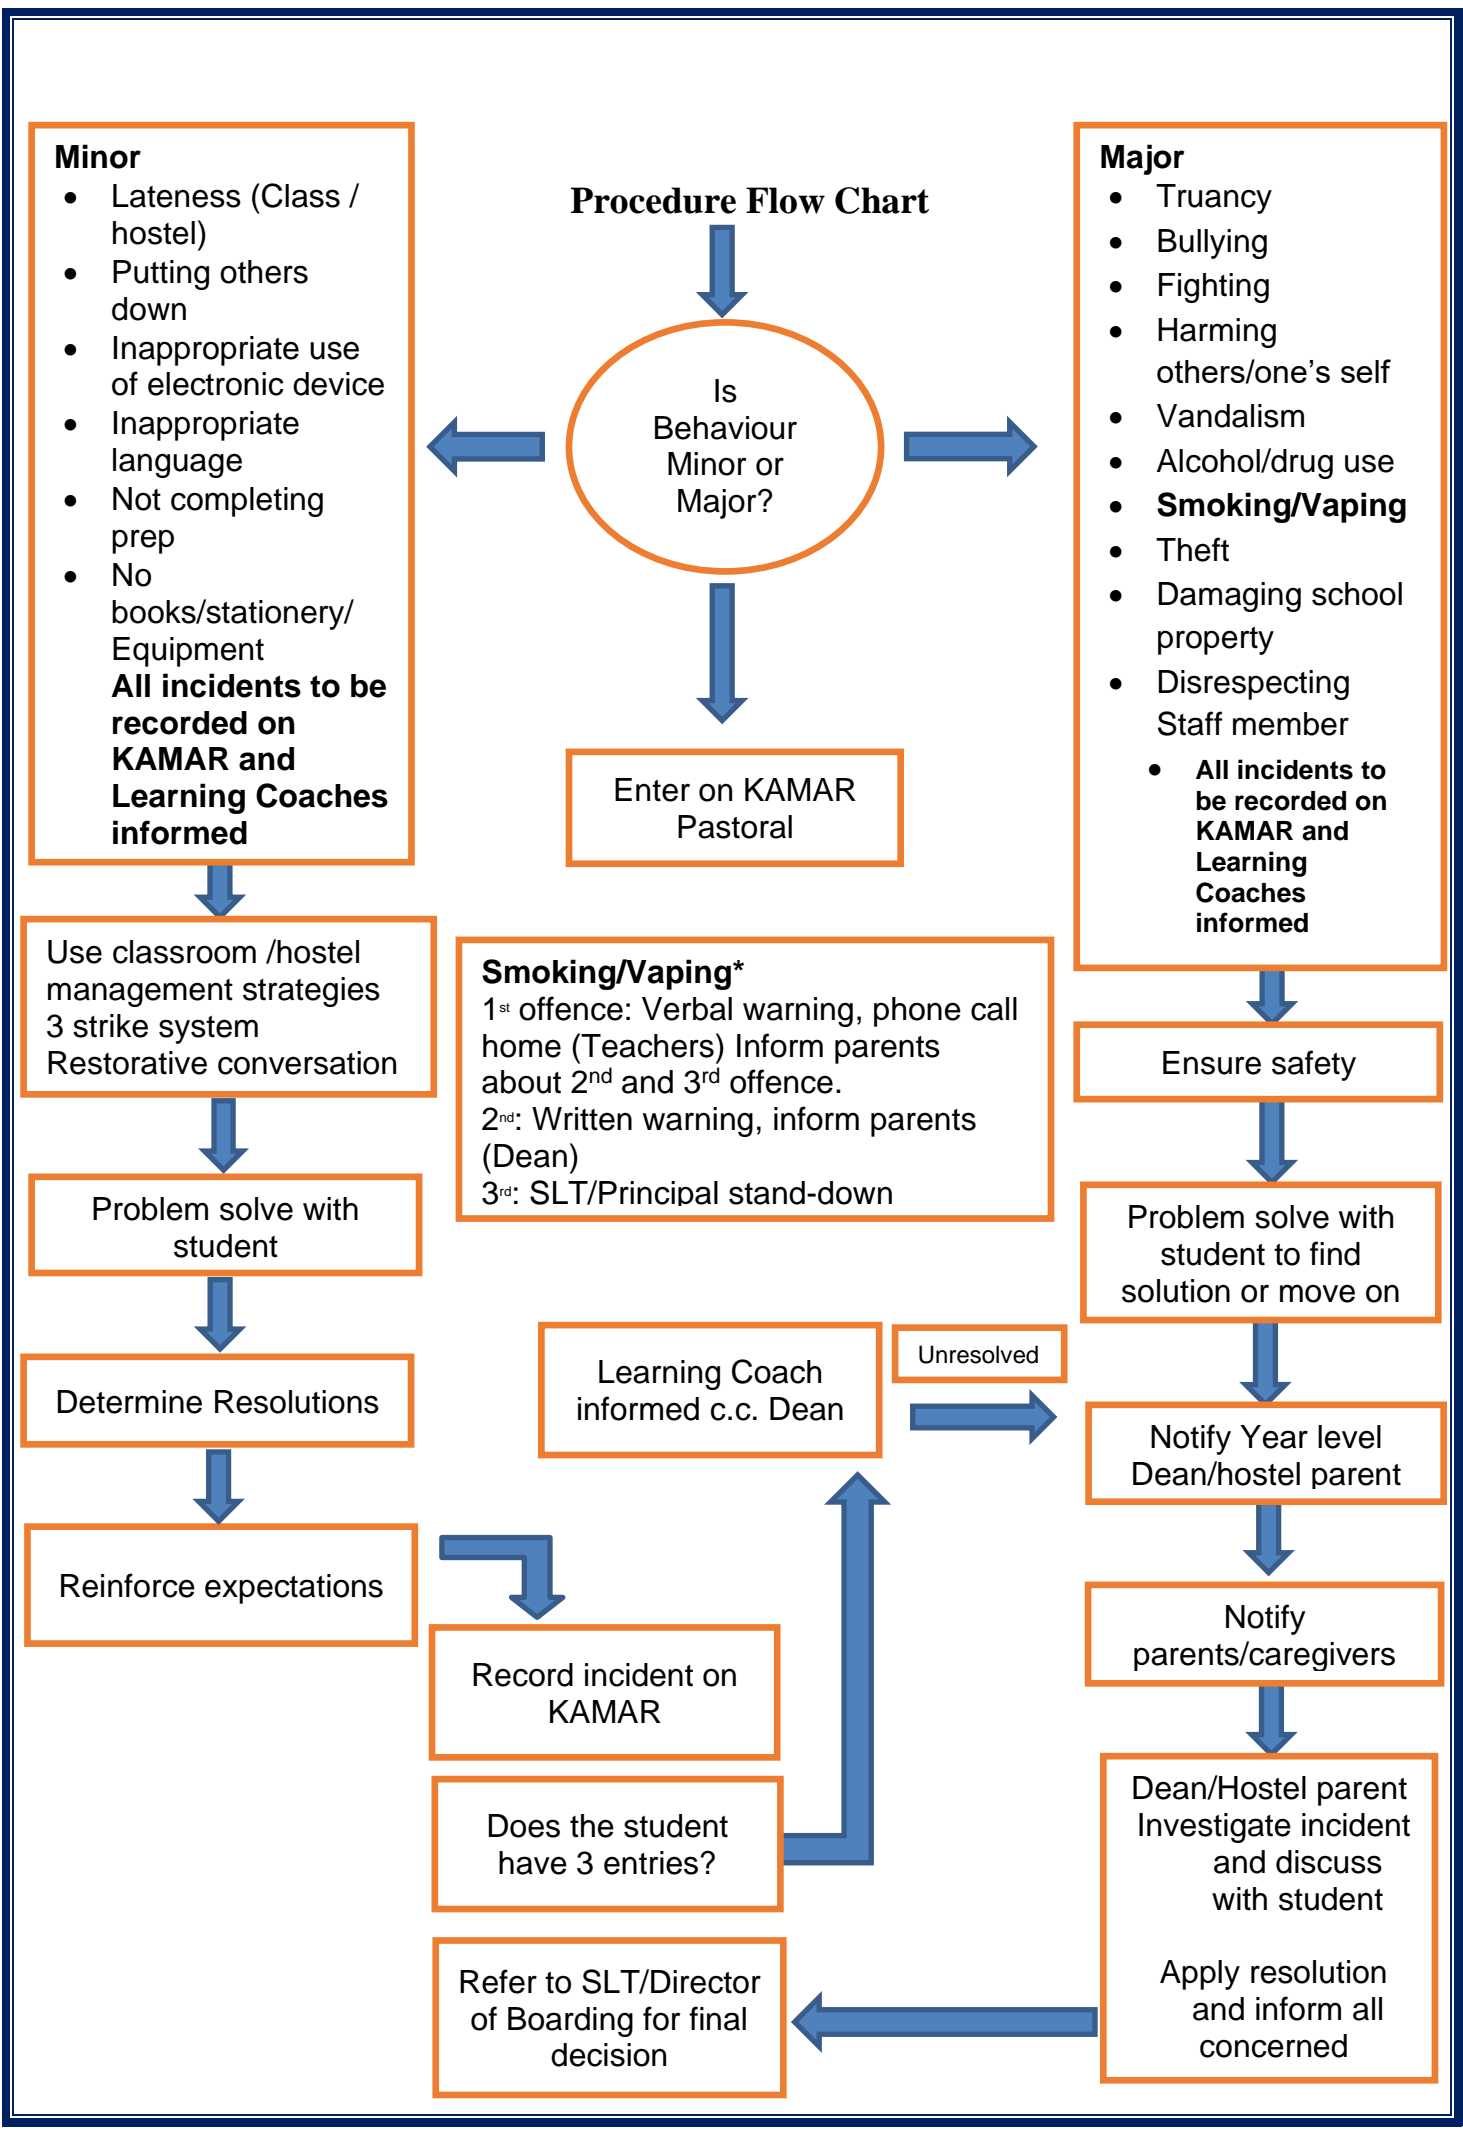 Procedure Flow Chart
Is
Behaviour
Minor or
Major?
Enter on KAMAR
Pastoral
Minor
• Lateness (Class /
hostel)
• Putting others
down
• Inappropriate use
of electronic device
• Inappropriate
language
• Not completing
prep
• No
books/stationery/
Equipment
All incidents to be
recorded on
KAMAR and
Learning Coaches
informed
Use classroom /hostel
management strategies
3 strike system
Restorative conversation
Problem solve with
student
Determine Resolutions
Reinforce expectations
Record incident on
KAMAR
Does the student
have 3 entries?
Learning Coach
informed c.c. Dean
Unresolved
Smoking/Vaping*
1st offence: Verbal warning, phone call
home (Teachers) Inform parents
about 2nd and 3rd offence.
2nd: Written warning, inform parents
(Dean)
3rd: SLT/Principal stand-down
Major
• Truancy
• Bullying
• Fighting
• Harming
others/one’s self
• Vandalism
• Alcohol/drug use
• Smoking/Vaping
• Theft
• Damaging school
property
• Disrespecting
Staff member
• All incidents to
be recorded on
KAMAR and
Learning
Coaches
informed
Ensure safety
Problem solve with
student to find
solution or move on
Notify Year level
Dean/hostel parent
Notify
parents/caregivers
Dean/Hostel parent
Investigate incident
and discuss
with student
Apply resolution
and inform all
concerned
Refer to SLT/Director
of Boarding for final
decision